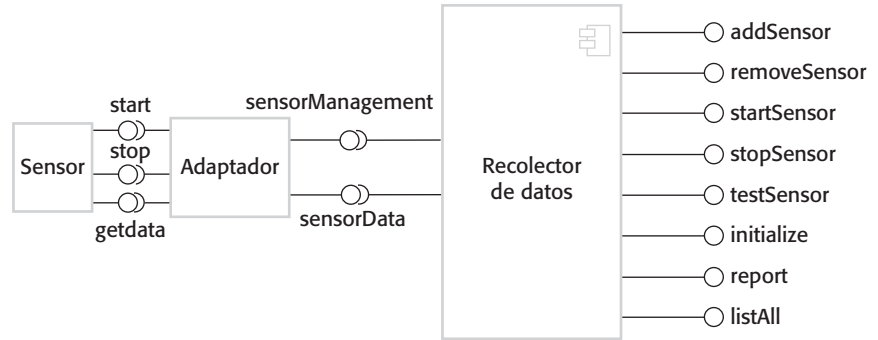 Sensor
start
stop
getdata
Adaptador
sensorManagement
sensorData
Recolector
de datos
addSensor
removeSensor
startSensor
stopSensor
testSensor
initialize
report
listAll